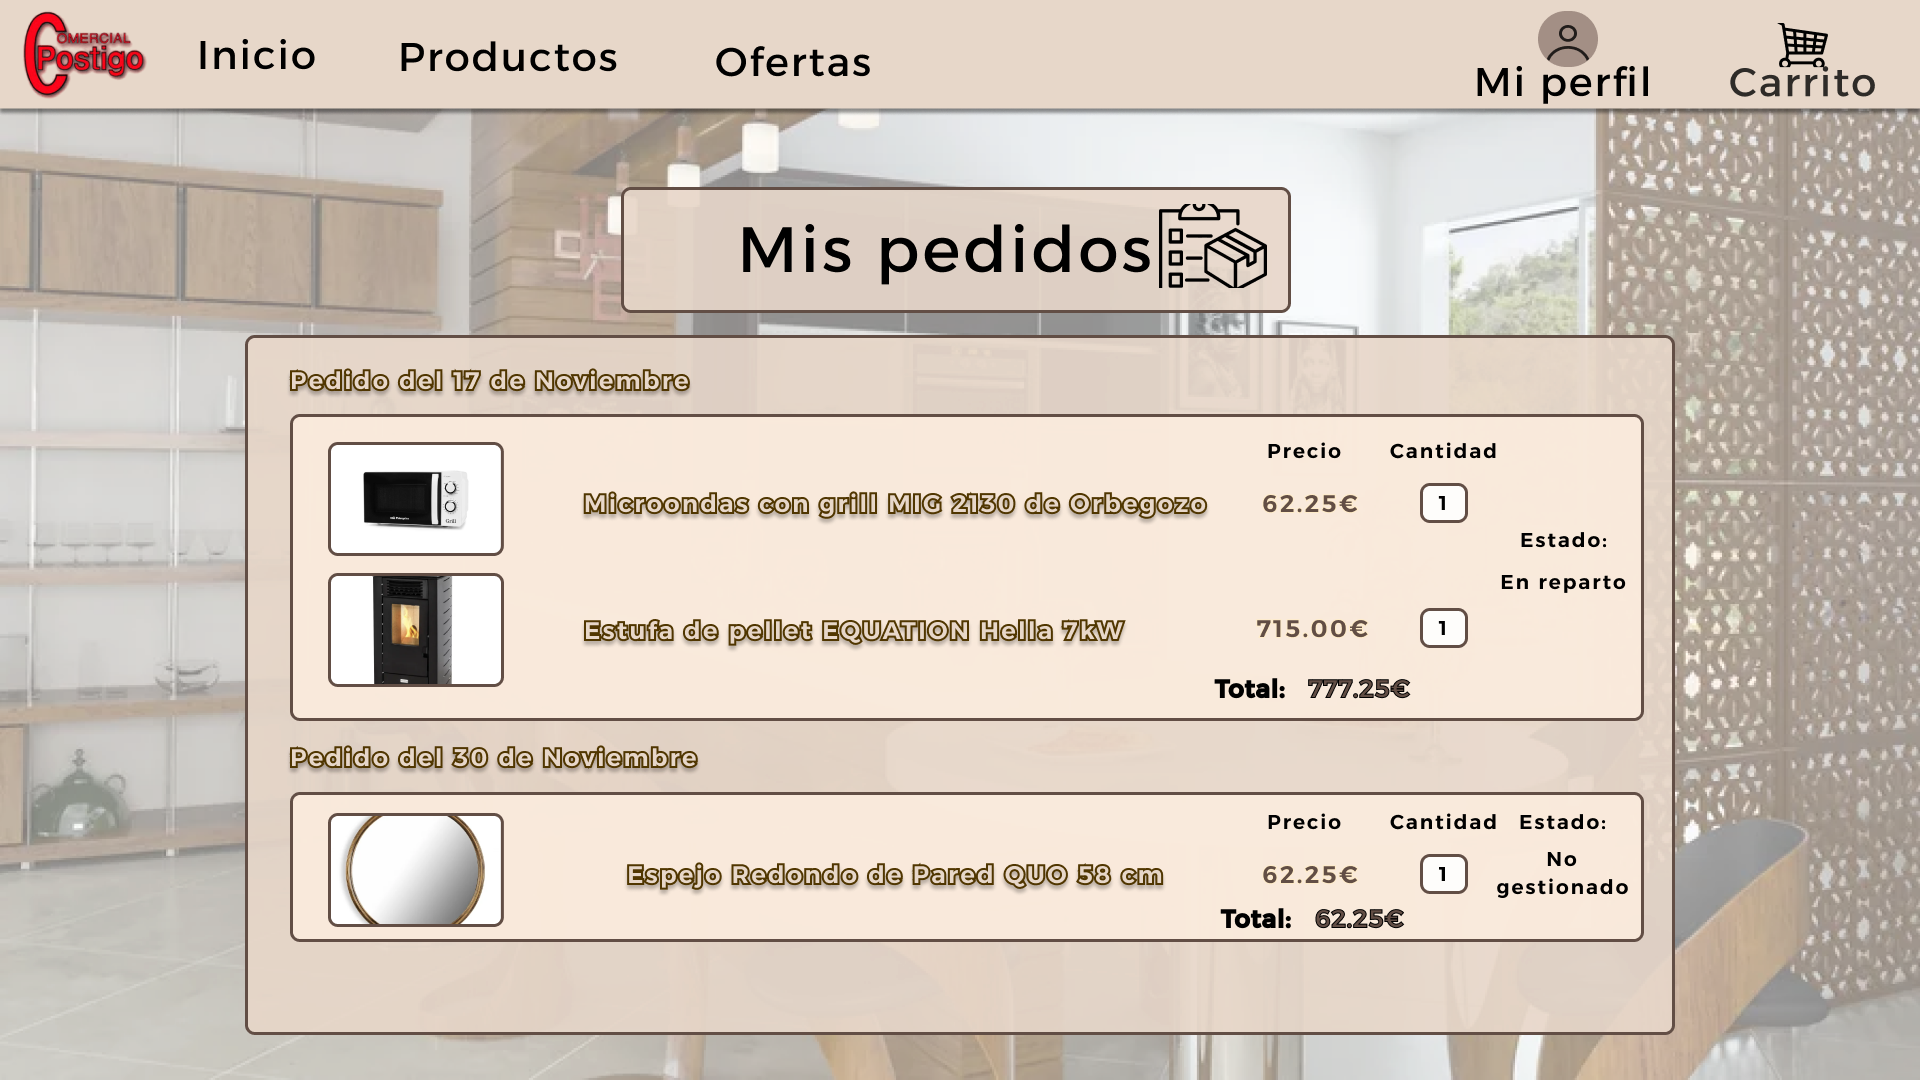 COMERCIAL
Postigo
Inicio
Productos
Ofertas
Mi perfil
Carrito
Mis pedidos
Pedido del 17 de Noviembre
Precio
Cantidad
Microondas con grill MIG 2130 de Orbegozo
62.25€
1
Estado:
En reparto
Estufa de pellet EQUATION Hella 7kW
715.00€
1
Total: 777.25€
Pedido del 30 de Noviembre
Precio
Cantidad
Estado:
Espejo Redondo de Pared QUO 58 cm
62.25€
1
No
gestionado
Total: 62.25€